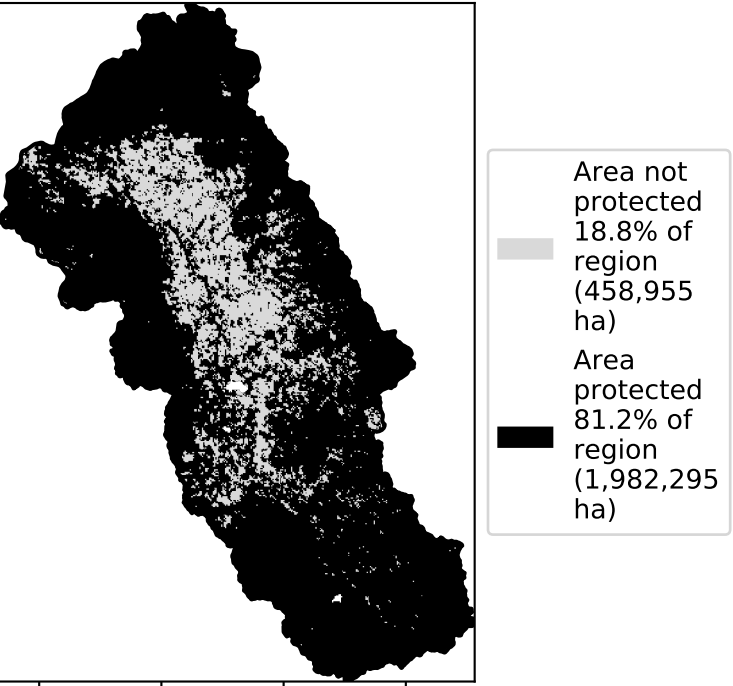 Area not
protected
18.8% of
region
(458,955
ha)
Area
protected
81.2% of
region
(1,982,295
ha)